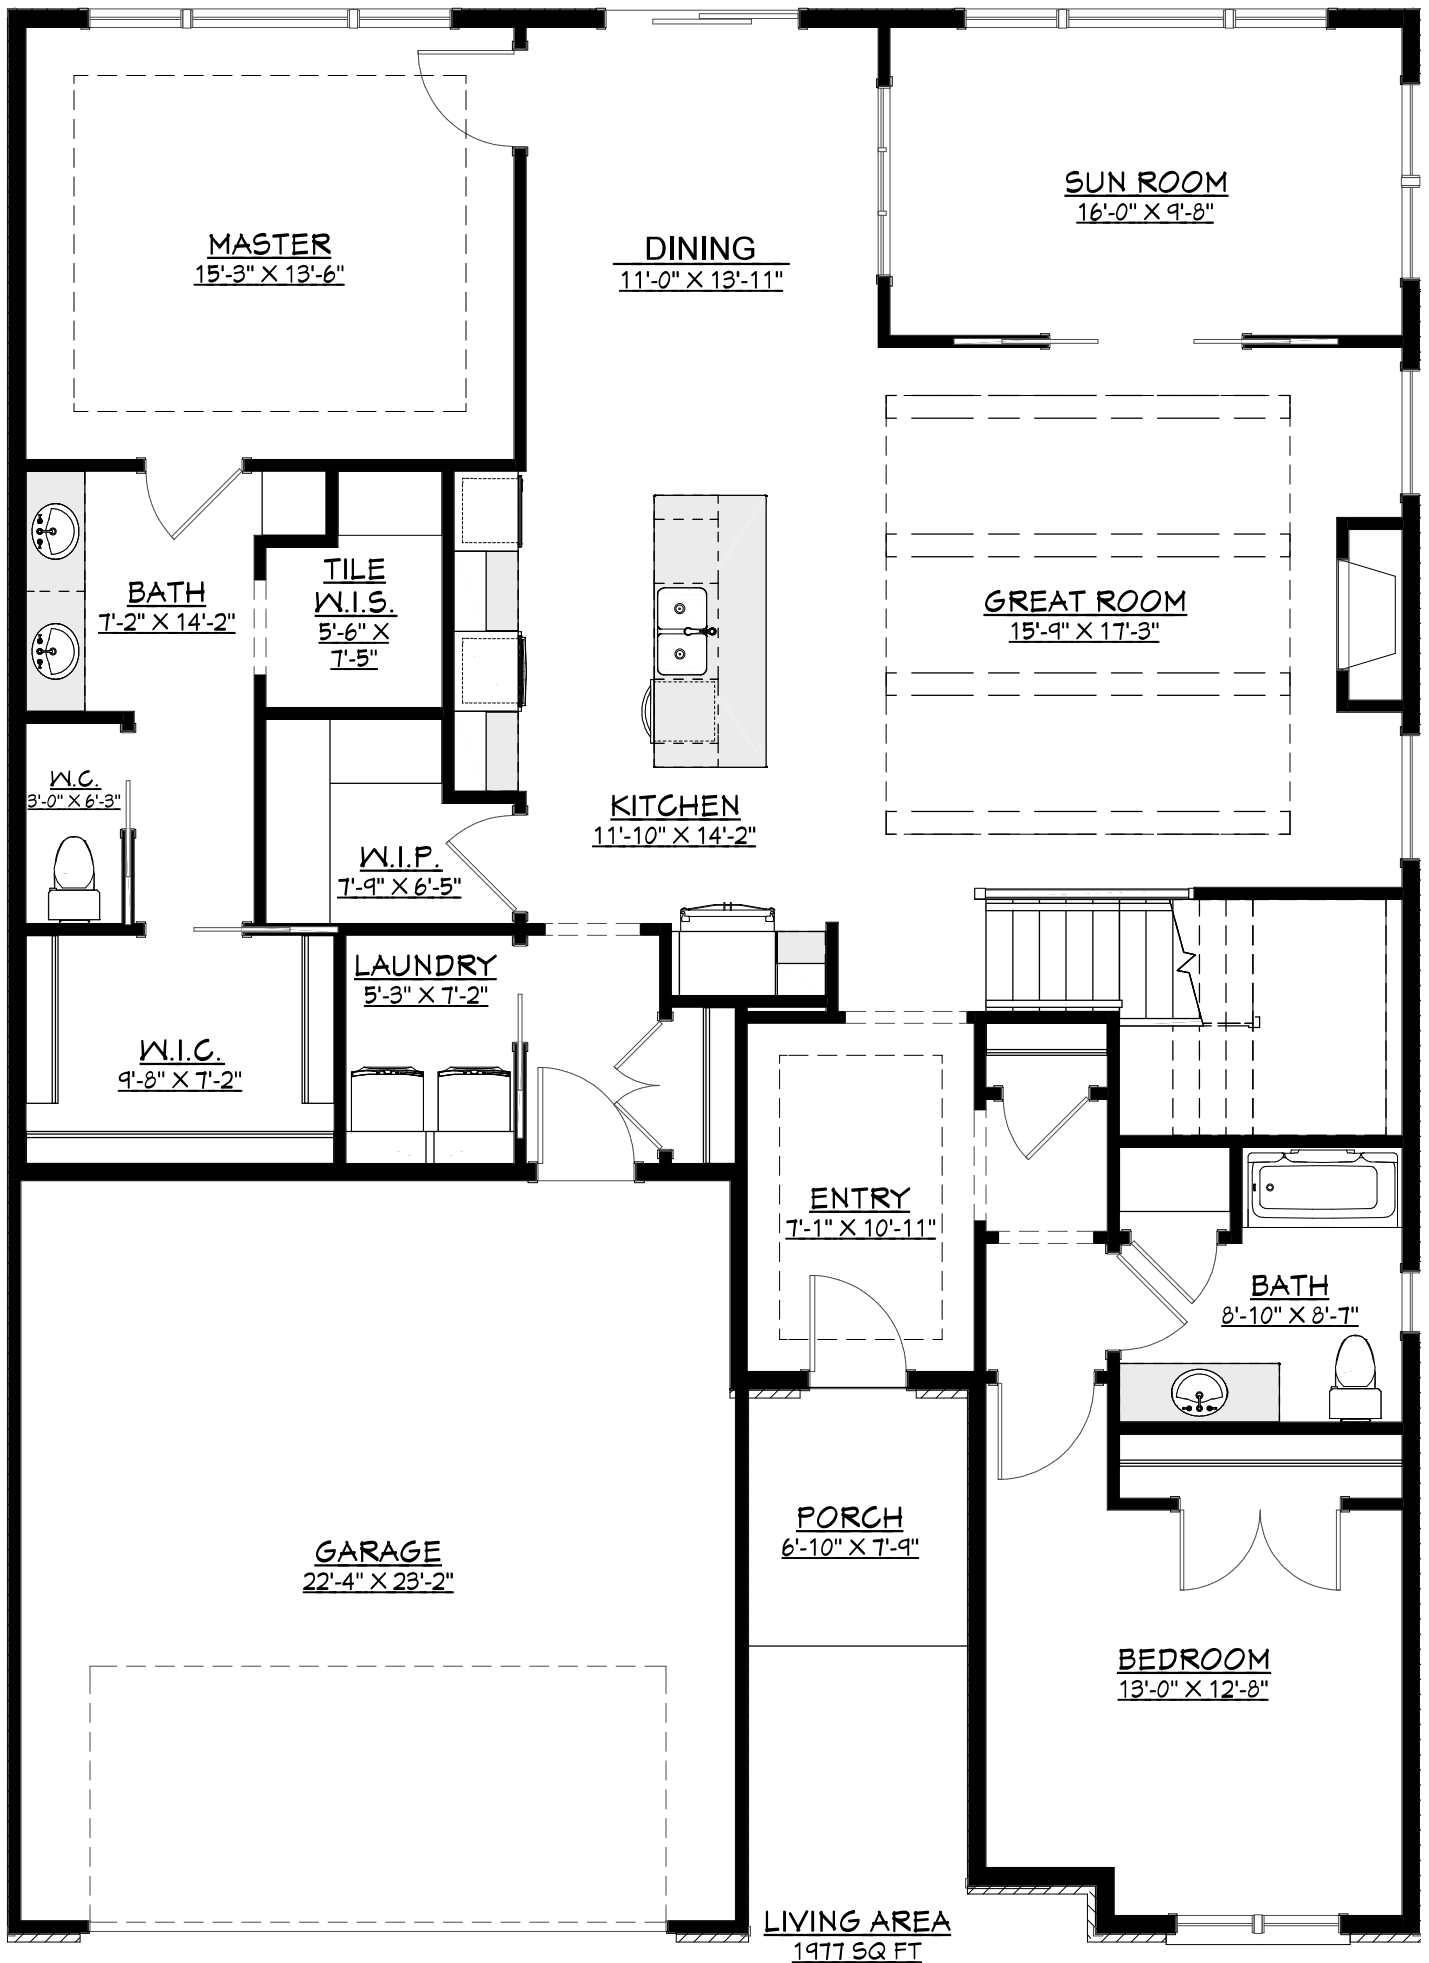 SUN ROOM
16'-0" X 9'-8"
MASTER
15'-3" X 13'-6"
DINING
11'-0" X 13'-11"
TILE
W.I.S.
5'-6" X
7'-5"
BATH
7'-2" X 14'-2"
GREAT ROOM
15'-9" X 17'-3"
W.C.
3'-0" X 6'-3"
KITCHEN
11'-10" X 14'-2"
W.I.P.
7'-9" X 6'-5"
LAUNDRY
5'-3" X 7'-2"
W.I.C.
9'-8" X 7'-2"
ENTRY
7'-1" X 10'-11"
BATH
8'-10" X 8'-7"
PORCH
6'-10" X 7'-9"
GARAGE
22'-4" X 23'-2"
BEDROOM
13'-0" X 12'-8"
LIVING AREA
1977 SQ FT